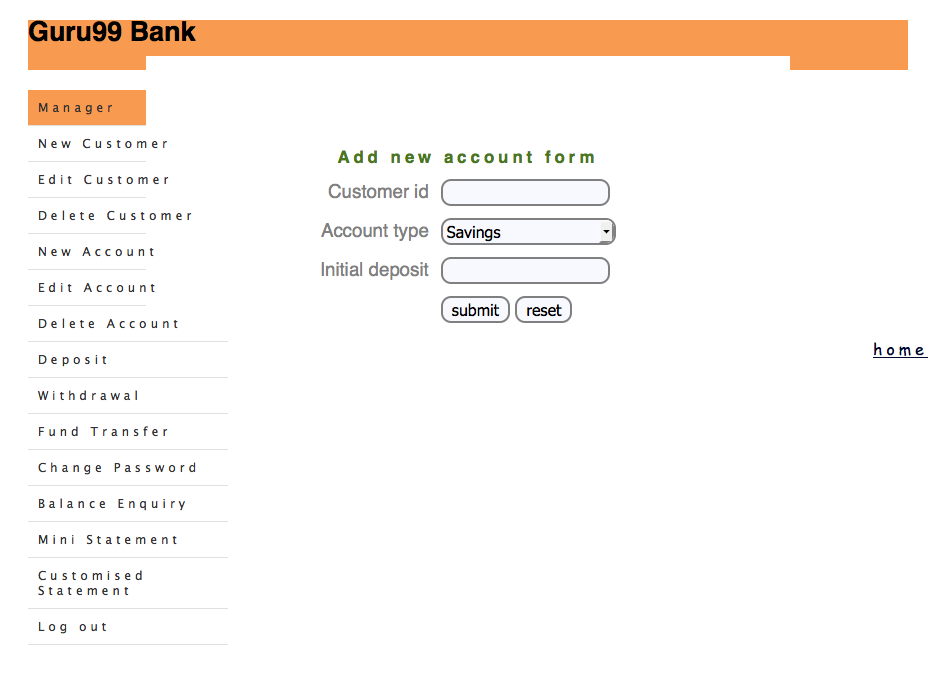 Guru99 Bank
Manager
New Customer
Edit Customer
Delete Customer
New Account
Edit Account
Delete Account
Deposit
Withdrawal
Fund Transfer
Change Password
Balance Enquiry
Mini Statement
Customised
Statement
Log out
Add new account form
Customer id
Account type Savings
Initial deposit
submit reset
home